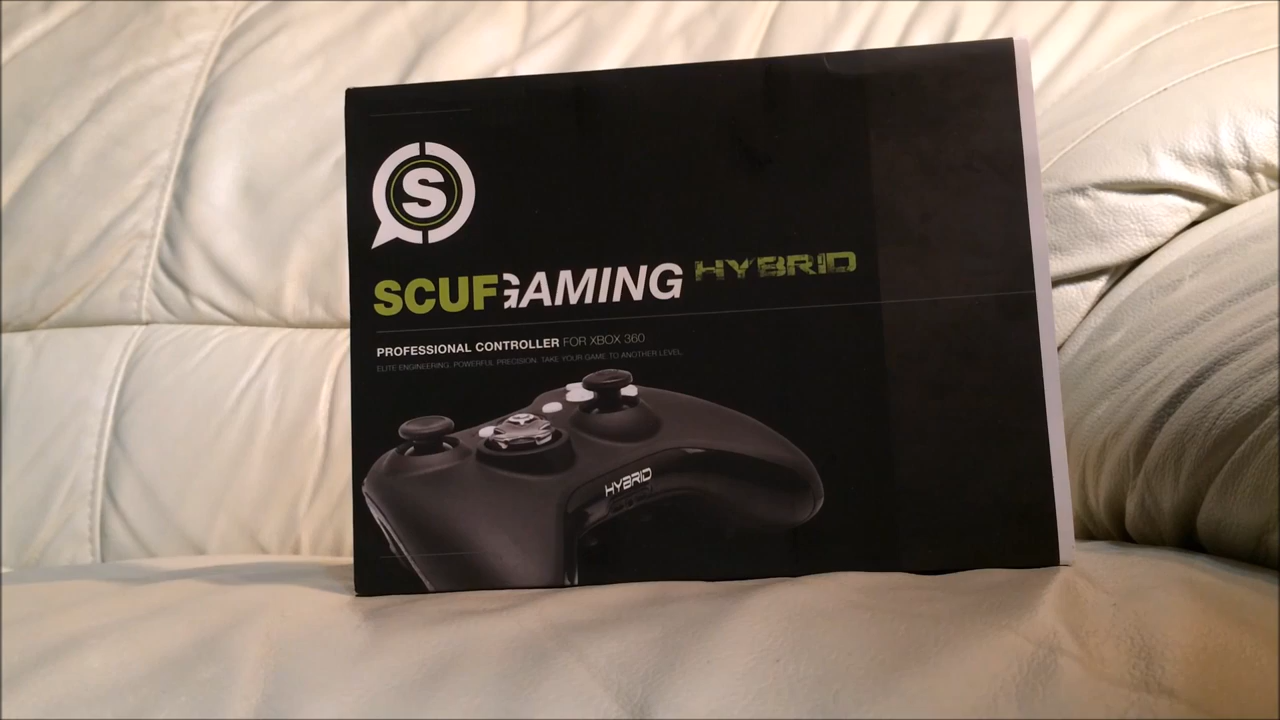 S
SCUFGAMING HYBRID
PROFESSIONAL CONTROLLER FOR XBOX 360
ELITE ENGINEERING. POWERFUL PRECISION. TAKE YOUR GAME TO ANOTHER LEVEL.
HYBRID